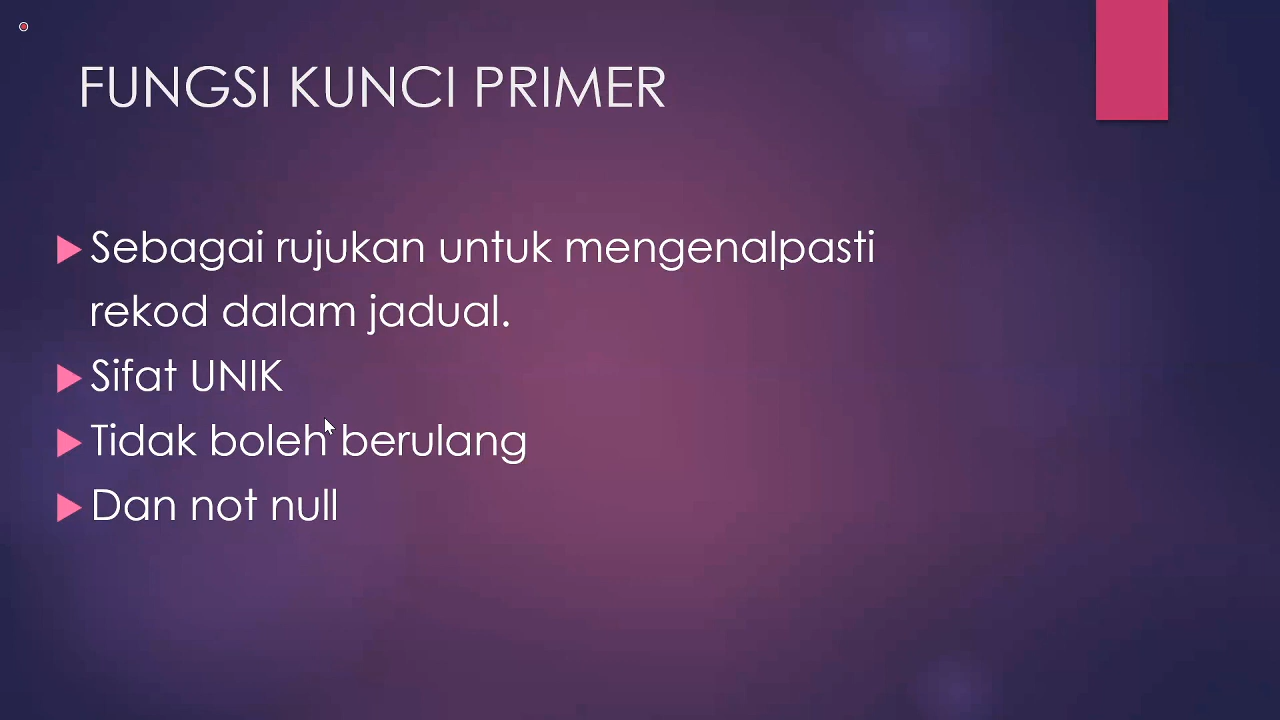 FUNGSI KUNCI PRIMER
Sebagai rujukan untuk mengenalpasti
rekod dalam jadual.
Sifat UNIK
Tidak boleh berulang
Dan not null